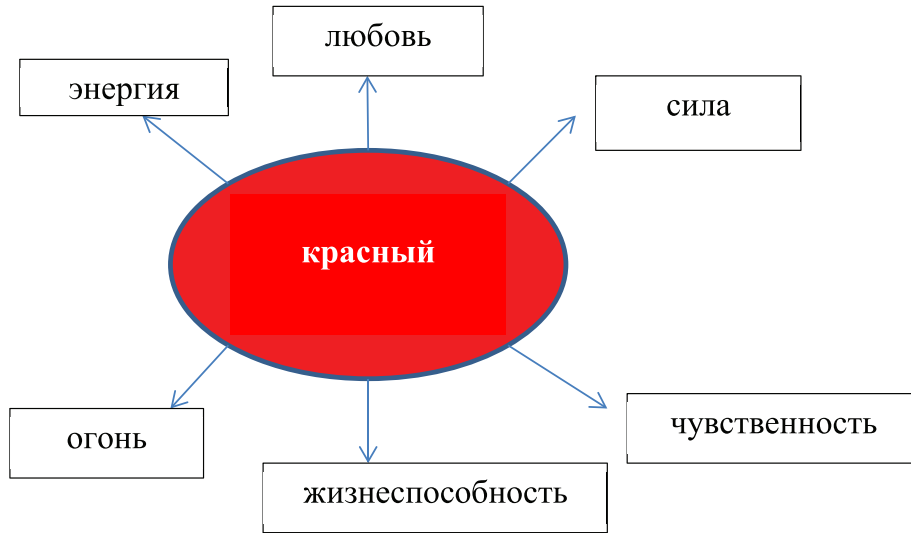 любовь
энергия
сила
красный
огонь
чувственность
жизнеспособность